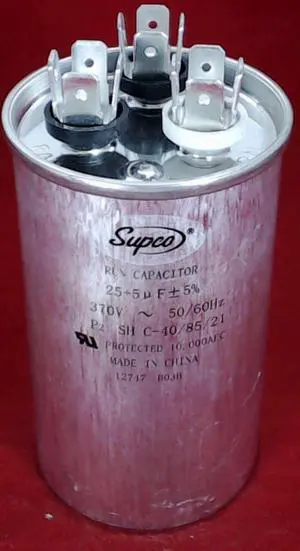 Supco
RUN CAPACITOR
25+5µF±5%
370V ~ 50/60Hz
P2 SH C-40/85/21
PROTECTED 10,000AFC
MADE IN CHINA
12747 B03H